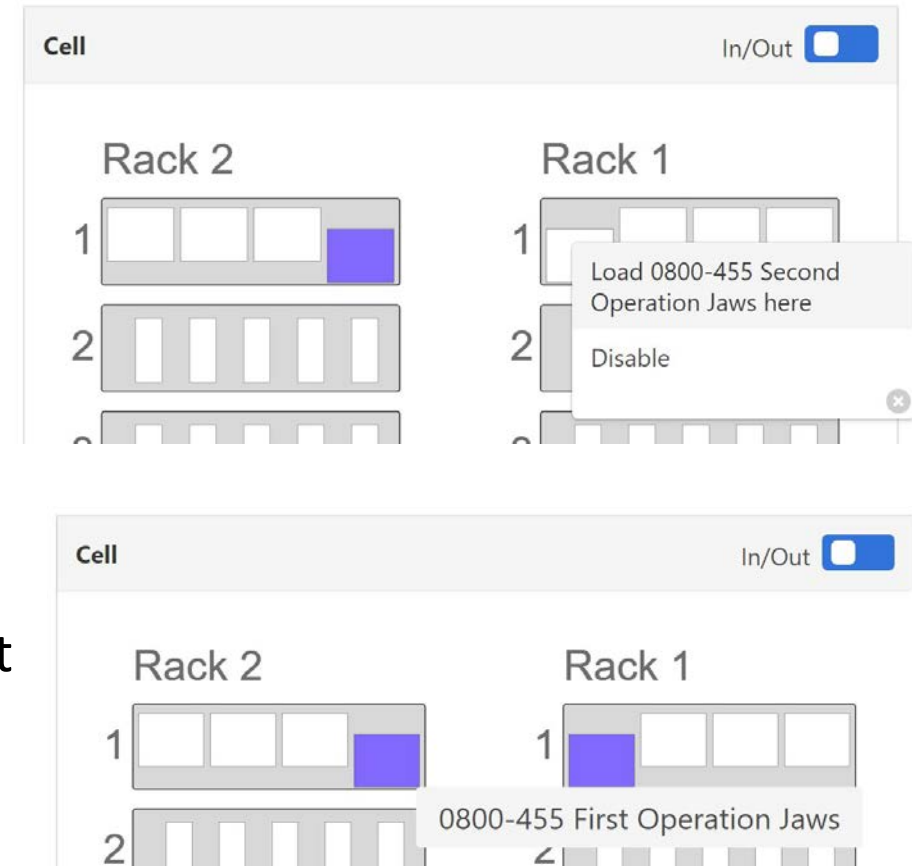 Cell
In/Out
Rack 2
Rack 1
1
1
Load 0800-455 Second
Operation Jaws here
2
2
Disable
Cell
In/Out
t
Rack 2
Rack 1
1
1
0800-455 First Operation Jaws
2
2